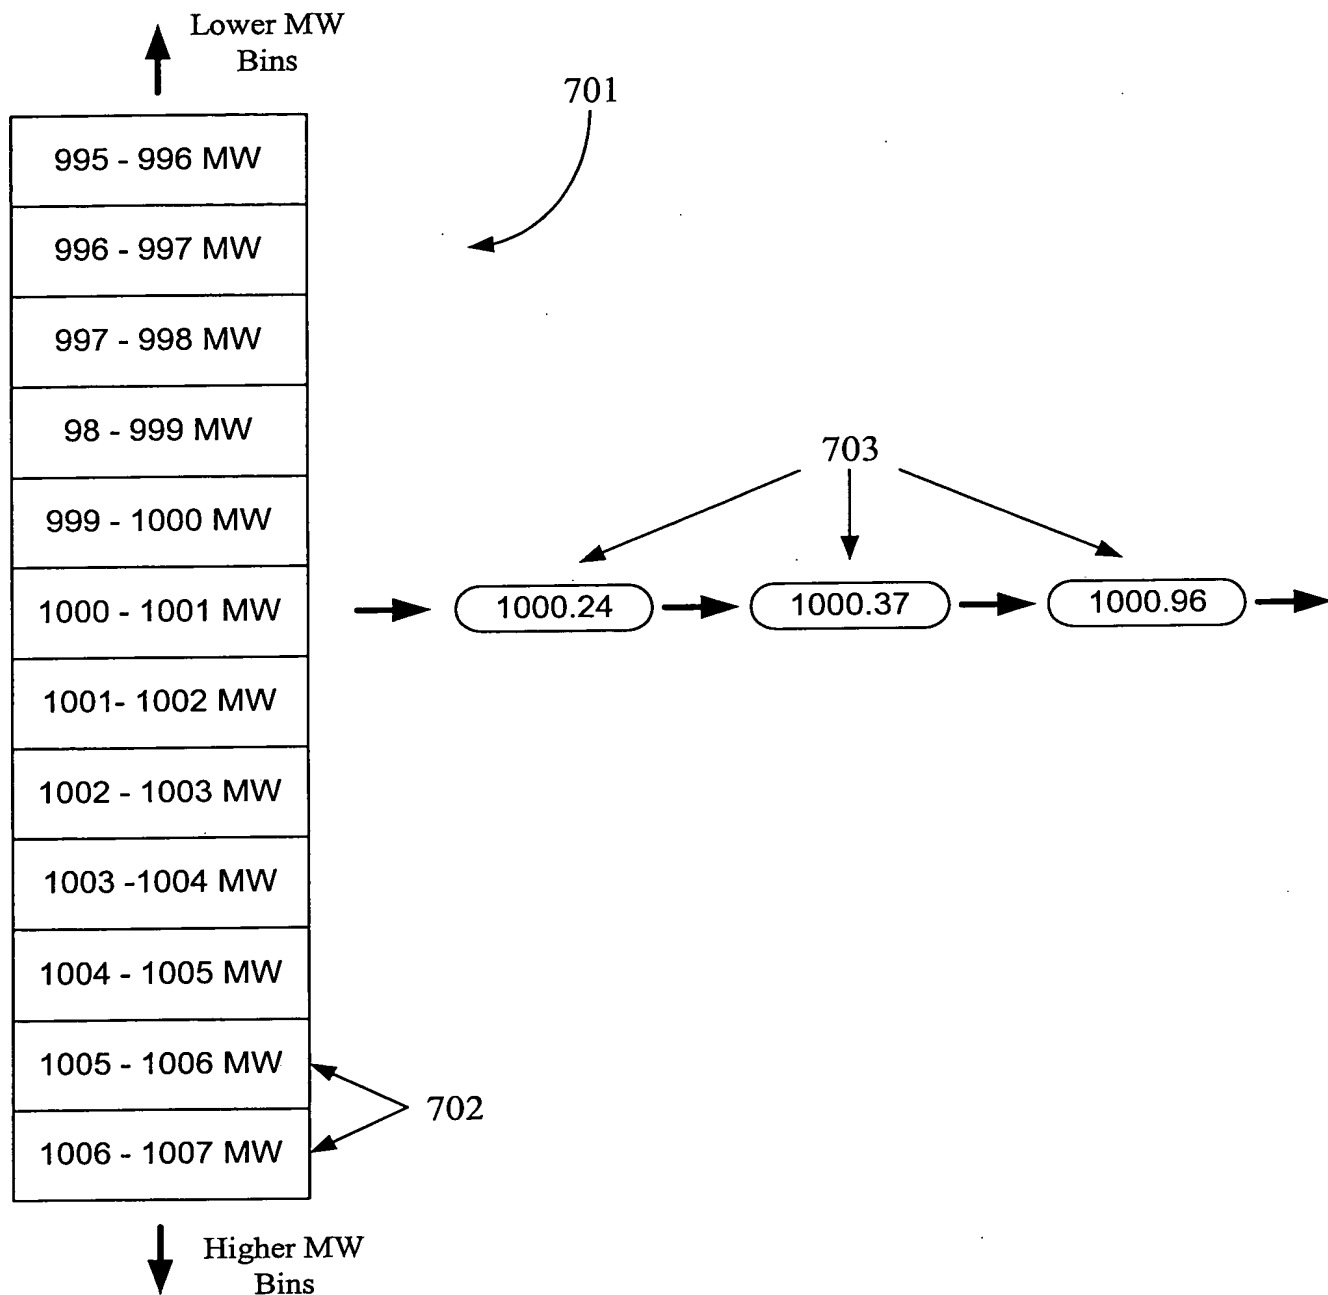 Lower MW
Bins
701
995 - 996 MW
996 - 997 MW
997 - 998 MW
98 - 999 MW
703
999 - 1000 MW
1000 - 1001 MW
1000.24
1000.37
1000.96
1001- 1002 MW
1002 - 1003 MW
1003 -1004 MW
1004 - 1005 MW
1005 - 1006 MW
702
1006 - 1007 MW
Higher MW
Bins